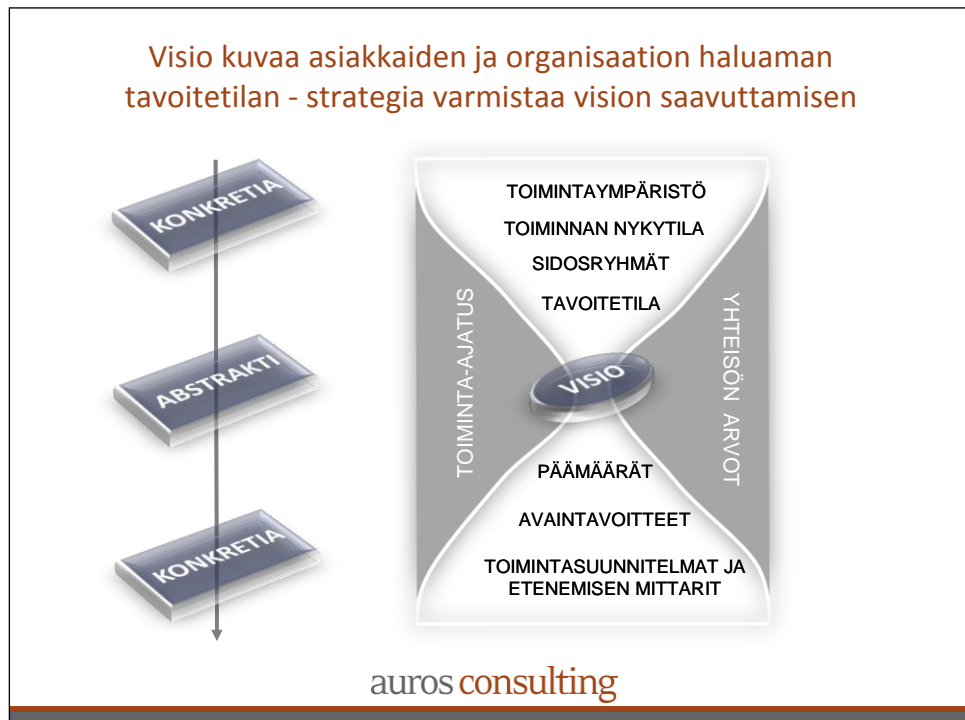 Visio kuvaa asiakkaiden ja organisaation haluaman
tavoitetilan - strategia varmistaa vision saavuttamisen
KONKRETIA
ABSTRAKTI
KONKRETIA
TOIMINTAYMPÄRISTÖ
TOIMINNAN NYKYTILA
SIDOSRYHMÄT
TAVOITETILA
TOIMINTA-AJATUS
VISIO
YHTEISÖN ARVOT
PÄÄMÄÄRÄT
AVAINTAVOITTEET
TOIMINTASUUNNITELMAT JA
ETENEMISEN MITTARIT
auros consulting